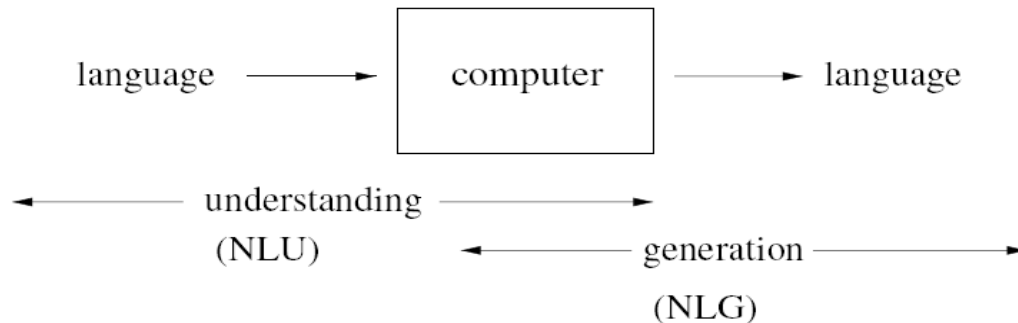 language computer language
understanding
(NLU)
generation
(NLG)